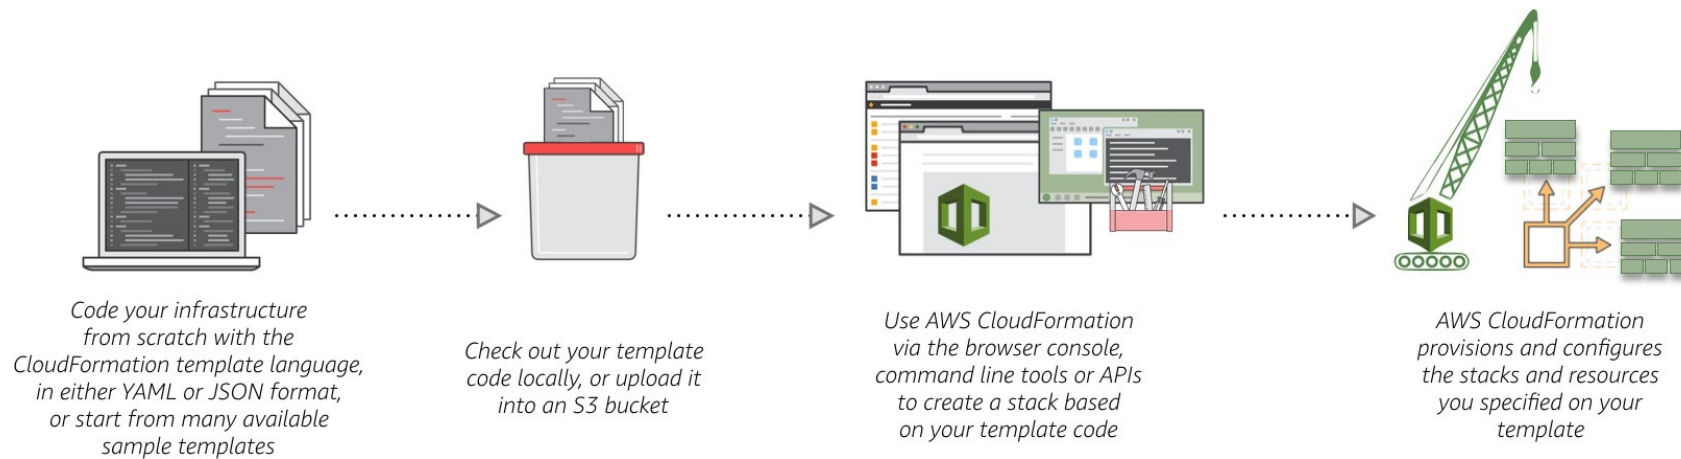 Code your infrastructure
from scratch with the
CloudFormation template language,
in either YAML or JSON format,
or start from many available
sample templates
Check out your template
code locally, or upload it
into an S3 bucket
Use AWS CloudFormation
via the browser console,
command line tools or APIs
to create a stack based
on your template code
AWS CloudFormation
provisions and configures
the stacks and resources
you specified on your
template